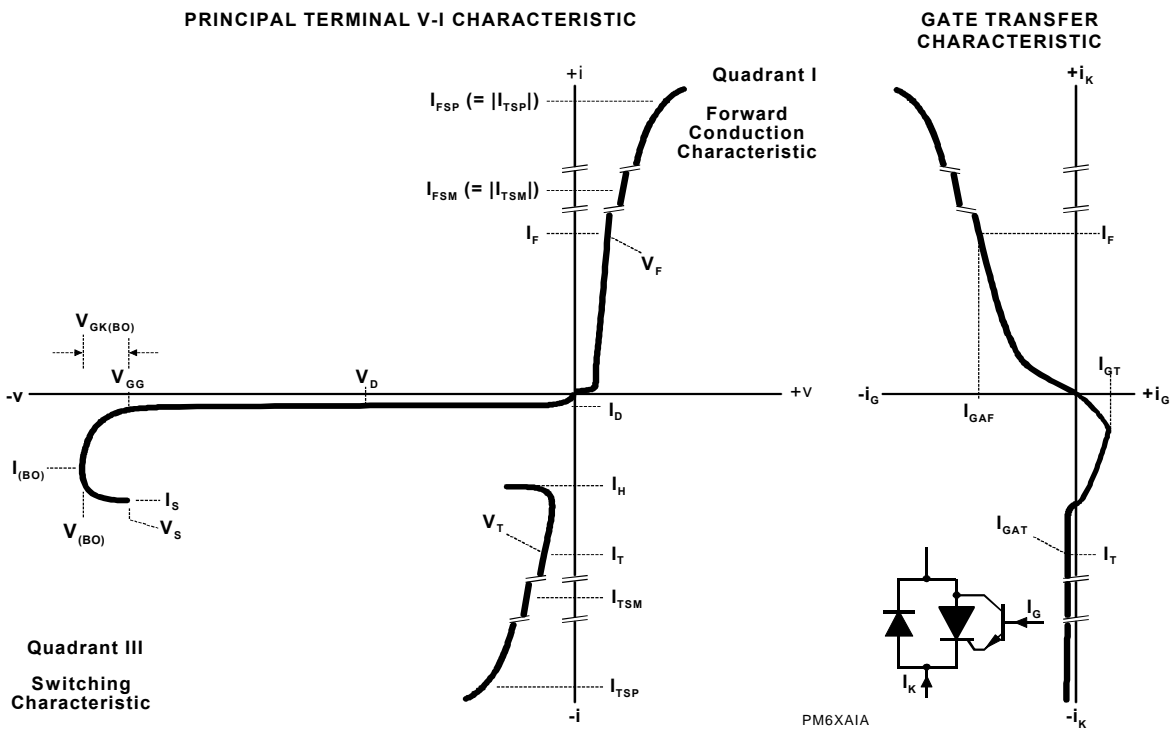 PRINCIPAL TERMINAL V-I CHARACTERISTIC
GATE TRANSFER
CHARACTERISTIC
+i
Quadrant I
+iK
IFSP (= |ITSP|)
Forward
Conduction
Characteristic
IFSM (= |ITSM|)
IF
VF
IF
VGK(BO)
VGG
VD
IGT
-v
+v
-iG
+iG
ID
IGAF
I(BO)
IS
IH
V(BO)
VS
VT
IGAT
IT
IT
ITSM
IG
Quadrant III
Switching
Characteristic
ITSP
IK
-i
PM6XAIA
-iK